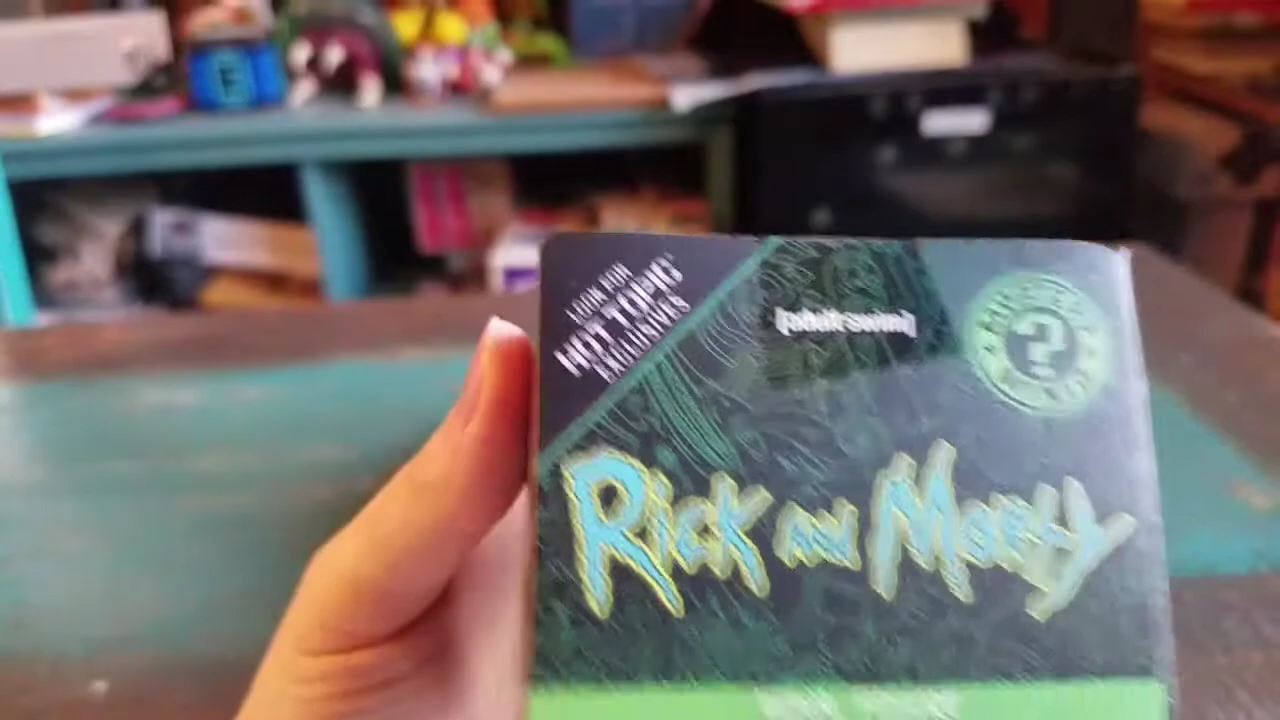 LOOK FOR
HOT TOPIC
EXCLUSIVES
[adult swim]
?
RICK AND MORTY
E